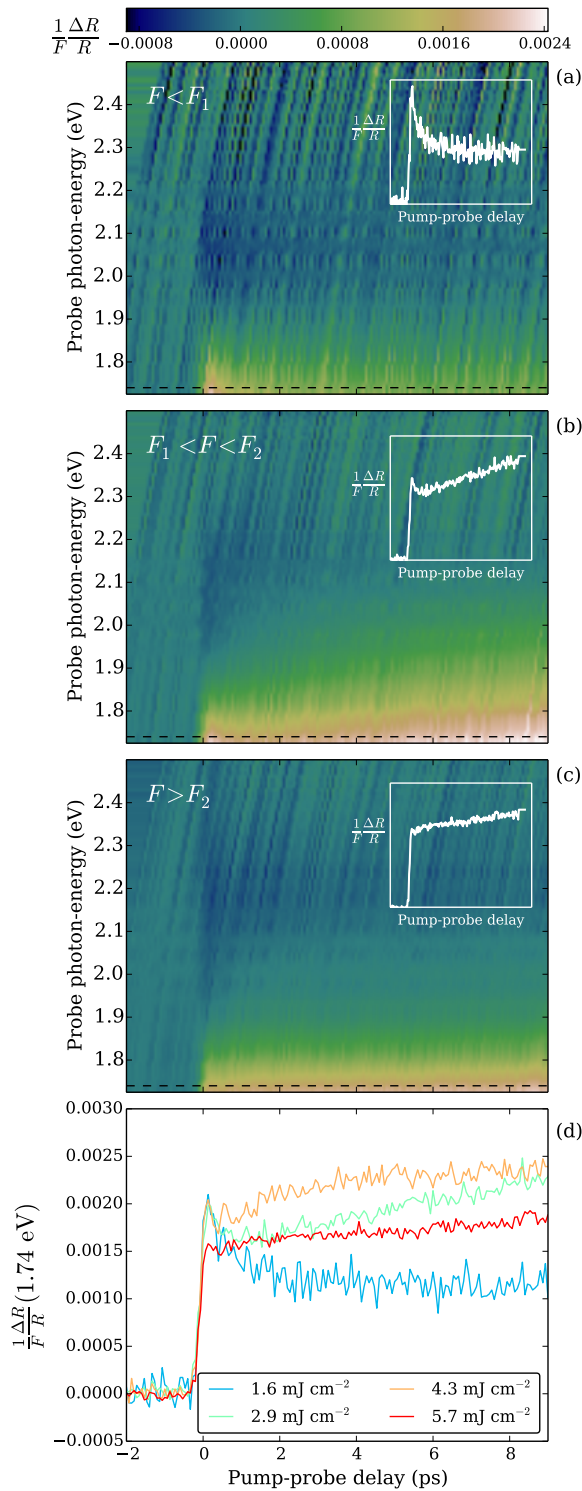 1/F ΔR/R −0.0008 0.0000 0.0016 0.0024
(a)
F < F₁
2.4
2.3
2.2
2.1
2.0
1.9
1.8
Probe photon-energy (eV)
1/F ΔR/R
Pump-probe delay
(b)
F₁ < F < F₂
2.4
2.3
2.2
2.1
2.0
1.9
1.8
Probe photon-energy (eV)
1/F ΔR/R
Pump-probe delay
(c)
F > F₂
2.4
2.3
2.2
2.1
2.0
1.9
1.8
Probe photon-energy (eV)
1/F ΔR/R
Pump-probe delay
(d)
0.0030
0.0025
0.0020
0.0015
0.0010
0.0005
0.0000
−0.0005
1/F ΔR/R (1.74 eV)
1.6 mJ cm⁻² 4.3 mJ cm⁻²
2.9 mJ cm⁻² 5.7 mJ cm⁻²
−2 0 2 4 6 8
Pump-probe delay (ps)